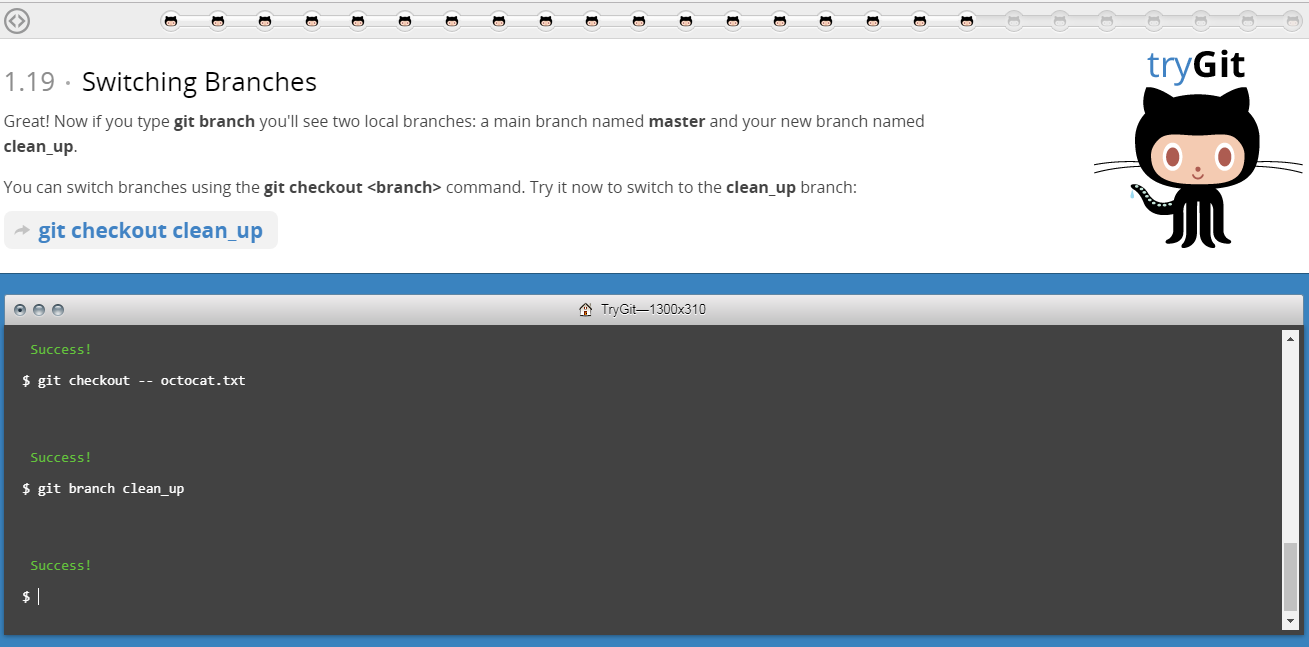 tryGit
1.19 · Switching Branches
Great! Now if you type git branch you'll see two local branches: a main branch named master and your new branch named
clean_up.
You can switch branches using the git checkout <branch> command. Try it now to switch to the clean_up branch:
git checkout clean_up
TryGit—1300x310
Success!
$ git checkout -- octocat.txt
Success!
$ git branch clean_up
Success!
$